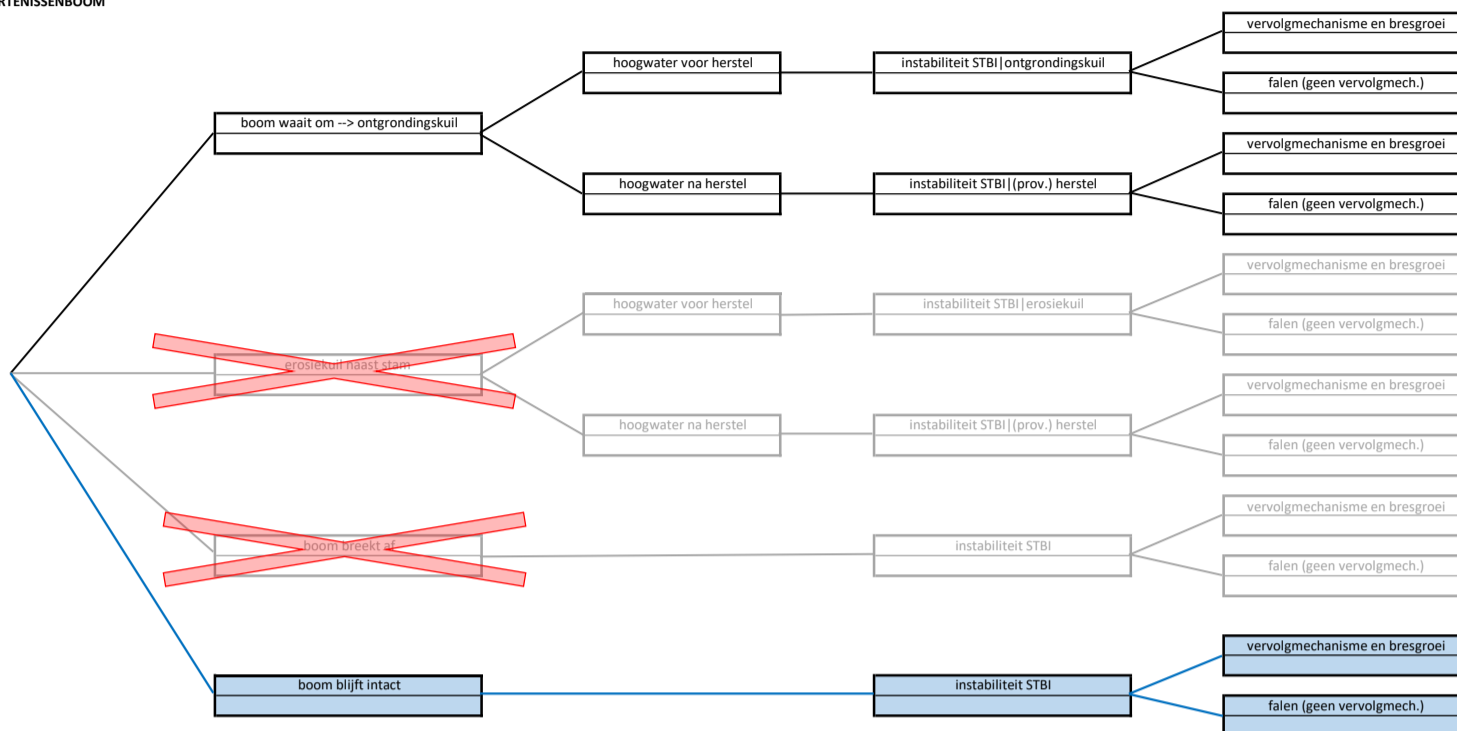 RTENISSENBOOM
vervolgmechanisme en bresgroei
hoogwater voor herstel
instabiliteit STBI|ontgrondingskuil
falen (geen vervolgmech.)
boom waait om --> ontgrondingskuil
vervolgmechanisme en bresgroei
hoogwater na herstel
instabiliteit STBI|(prov.) herstel
falen (geen vervolgmech.)
vervolgmechanisme en bresgroei
hoogwater voor herstel
instabiliteit STBI|erosiekuil
falen (geen vervolgmech.)
erosiekuil naast stam
vervolgmechanisme en bresgroei
hoogwater na herstel
instabiliteit STBI|(prov.) herstel
falen (geen vervolgmech.)
vervolgmechanisme en bresgroei
boom breekt af
instabiliteit STBI
falen (geen vervolgmech.)
vervolgmechanisme en bresgroei
boom blijft intact
instabiliteit STBI
falen (geen vervolgmech.)